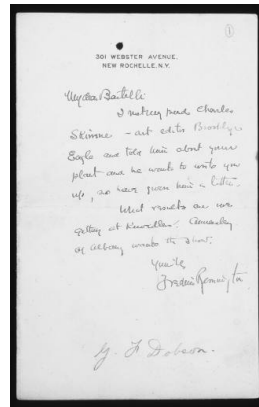 1
301 WEBSTER AVENUE,
NEW ROCHELLE, N.Y.
My dear Bertelli
I met my friend Charles
Skinner - art editor Brooklyn
Eagle and told him about your
plant and he wants to write you
up, so have given him a letter.
What results are we
getting at Knoedler. Annesley
of Albany wants the show.
Yours
Frederic Remington
G. F. Dobson.